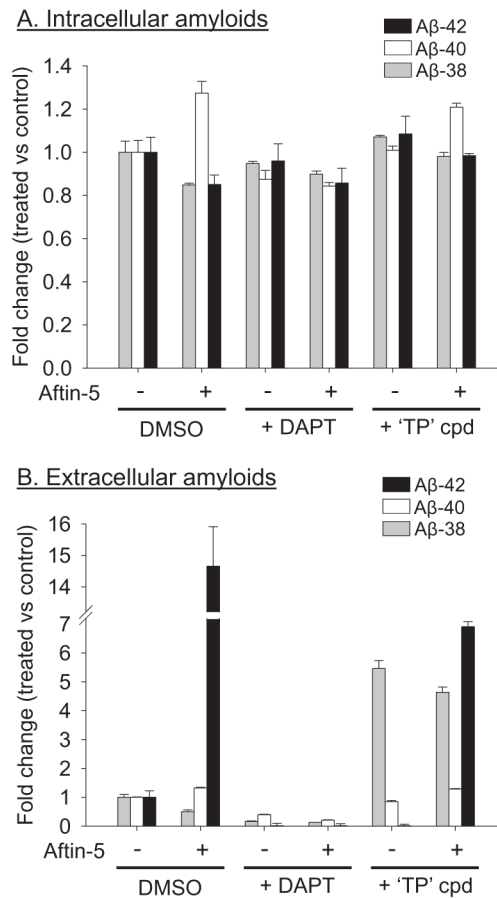 A. Intracellular amyloids
Aβ-42
Aβ-40
Aβ-38
Fold change (treated vs control)
1.4
1.2
1.0
0.8
0.6
0.4
0.2
0.0
Aftin-5 - + - + - +
DMSO + DAPT + ‘TP’ cpd
B. Extracellular amyloids
Aβ-42
Aβ-40
Aβ-38
Fold change (treated vs control)
16
15
14
7
6
5
4
3
2
1
0
Aftin-5 - + - + - +
DMSO + DAPT + ‘TP’ cpd